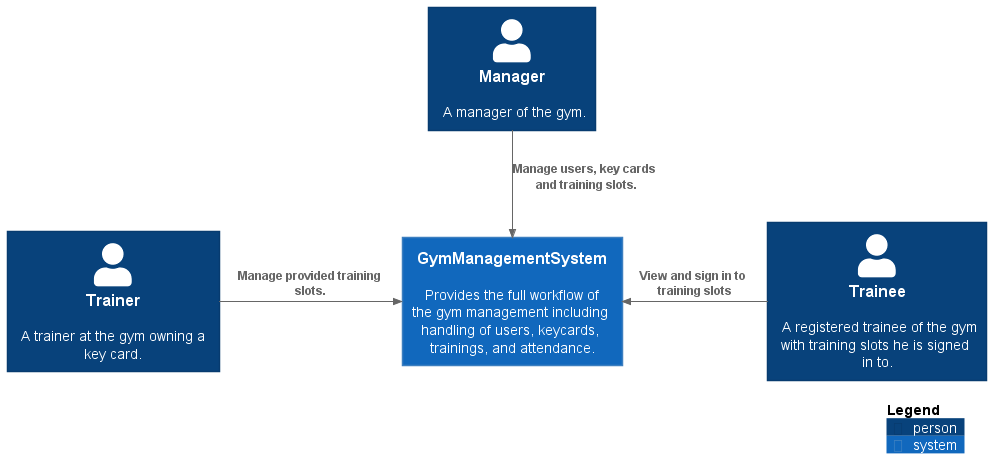 Manager
A manager of the gym.
Manage users, key cards
and training slots.
Trainer
A trainer at the gym owning a
key card.
Manage provided training
slots.
GymManagementSystem
Provides the full workflow of
the gym management including
handling of users, keycards,
trainings, and attendance.
View and sign in to
training slots
Trainee
A registered trainee of the gym
with training slots he is signed
in to.
Legend
person
system